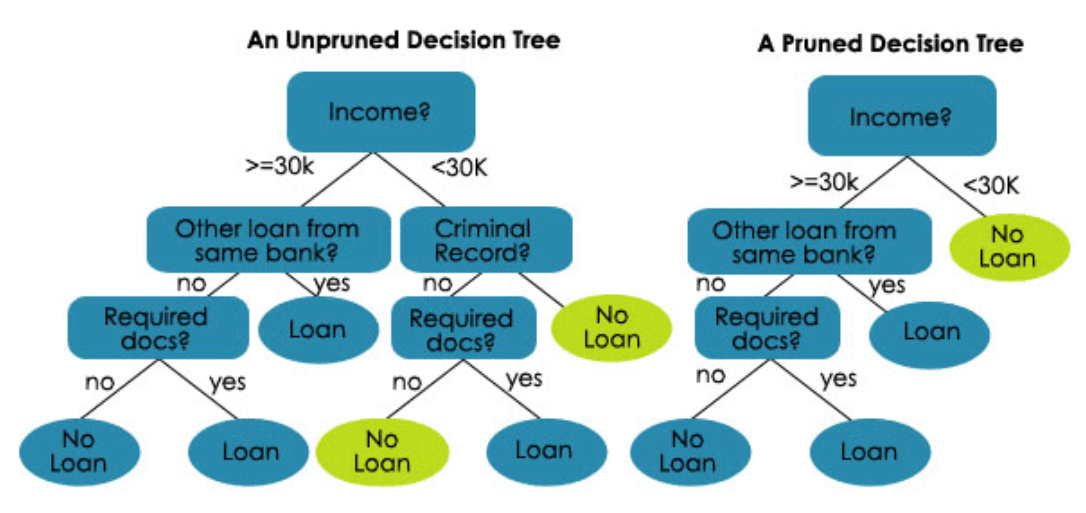 An Unpruned Decision Tree
Income?
>=30k
<30K
Other loan from
same bank?
Criminal
Record?
no
yes
no
Required
docs?
Loan
Required
docs?
No
Loan
no
yes
no
yes
No
Loan
Loan
No
Loan
Loan
A Pruned Decision Tree
Income?
>=30k
<30K
Other loan from
same bank?
No
Loan
no
yes
Required
docs?
Loan
no
yes
No
Loan
Loan